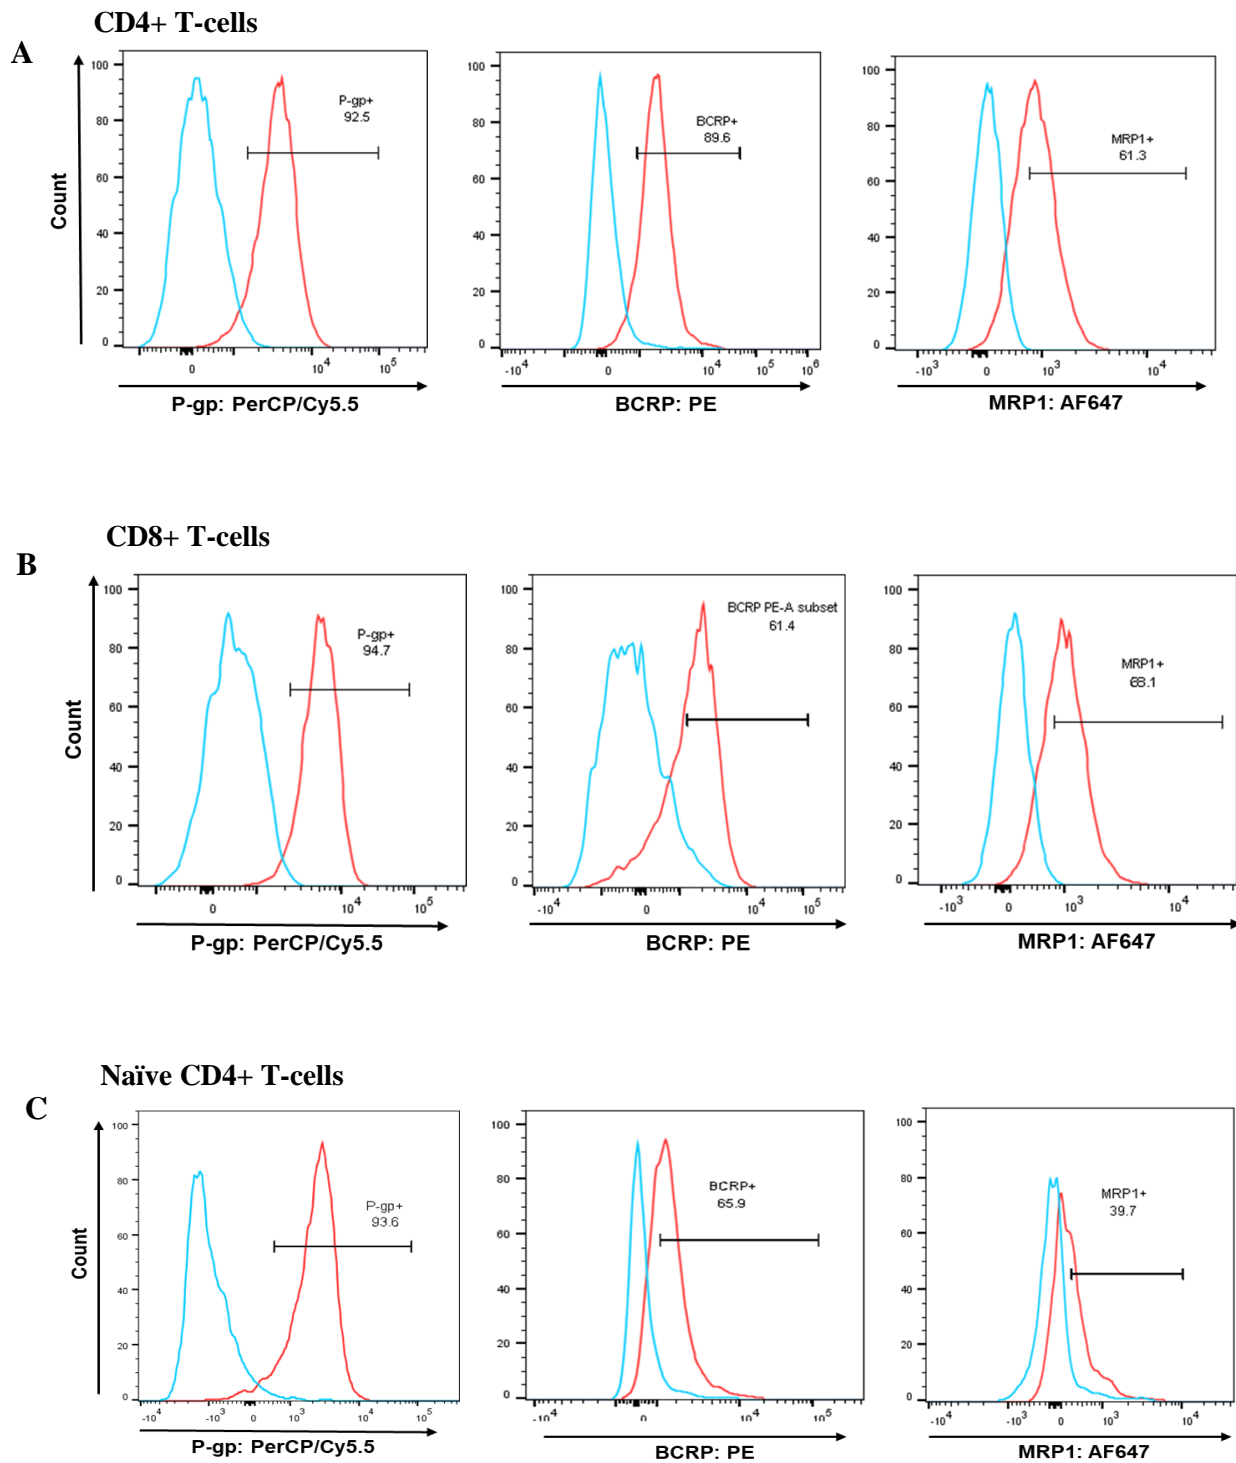 CD4+ T-cells
A
Count
100
80
60
40
20
0
P-gp+
92.5
0 10^4 10^5
P-gp: PerCP/Cy5.5
100
80
60
40
20
0
BCRP+
89.6
-10^4 0 10^4 10^5 10^6
BCRP: PE
100
80
60
40
20
0
MRP1+
61.3
-10^3 0 10^3 10^4
MRP1: AF647
CD8+ T-cells
B
Count
100
80
60
40
20
0
P-gp+
94.7
0 10^4 10^5
P-gp: PerCP/Cy5.5
100
80
60
40
20
0
BCRP PE-A subset
61.4
-10^4 0 10^4 10^5
BCRP: PE
100
80
60
40
20
0
MRP1+
68.1
-10^3 0 10^3 10^4
MRP1: AF647
Naïve CD4+ T-cells
C
Count
100
80
60
40
20
0
P-gp+
93.6
-10^4 -10^3 0 10^3 10^4 10^5
P-gp: PerCP/Cy5.5
100
80
60
40
20
0
BCRP+
65.9
-10^4 0 10^4 10^5
BCRP: PE
100
80
60
40
20
0
MRP1+
39.7
-10^4 -10^3 0 10^3 10^4
MRP1: AF647